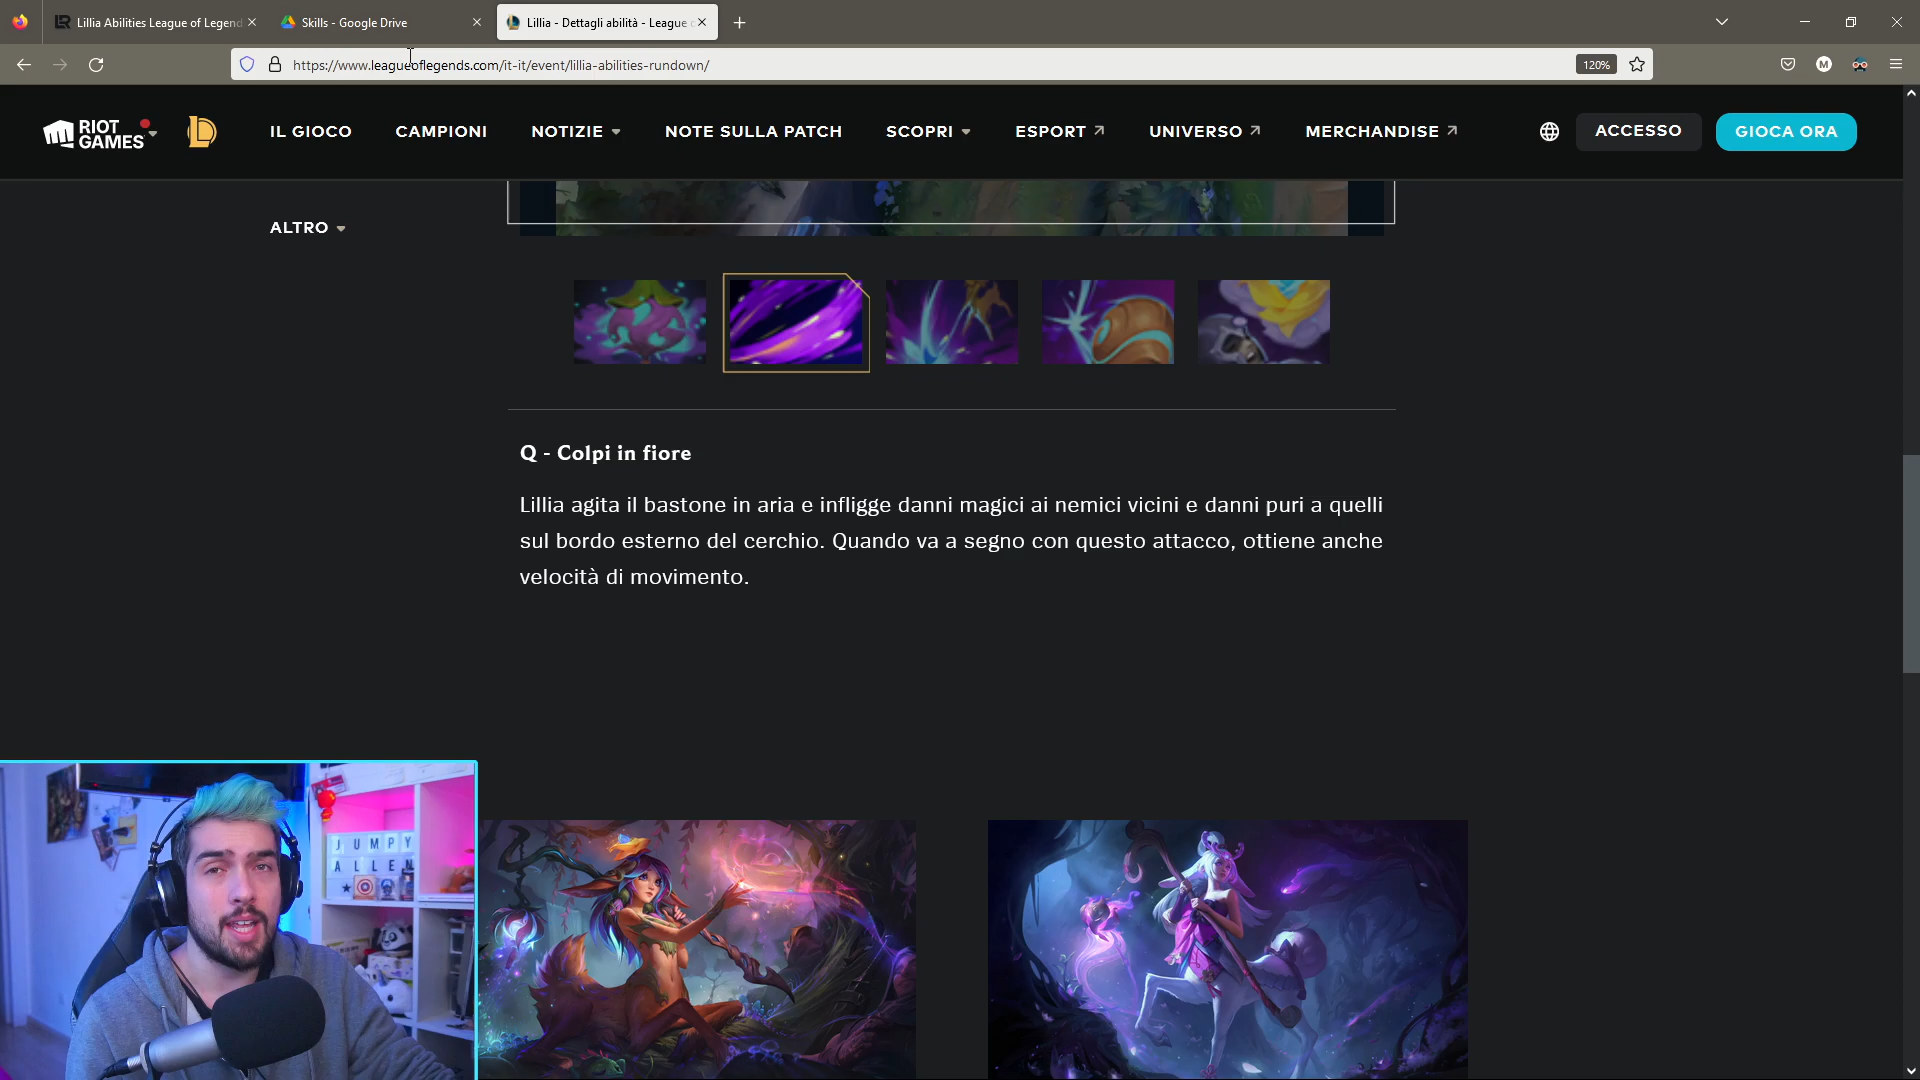 Lillia Abilities League of Legend
Skills - Google Drive
Lillia - Dettagli abilità - League
https://www.leagueoflegends.com/it-it/event/lillia-abilities-rundown/
120%
M
RIOT GAMES
IL GIOCO
CAMPIONI
NOTIZIE
NOTE SULLA PATCH
SCOPRI
ESPORT
UNIVERSO
MERCHANDISE
ACCESSO
GIOCA ORA
ALTRO
Q - Colpi in fiore
Lillia agita il bastone in aria e infligge danni magici ai nemici vicini e danni puri a quelli
sul bordo esterno del cerchio. Quando va a segno con questo attacco, ottiene anche
velocità di movimento.
JUMPY
ALLEN